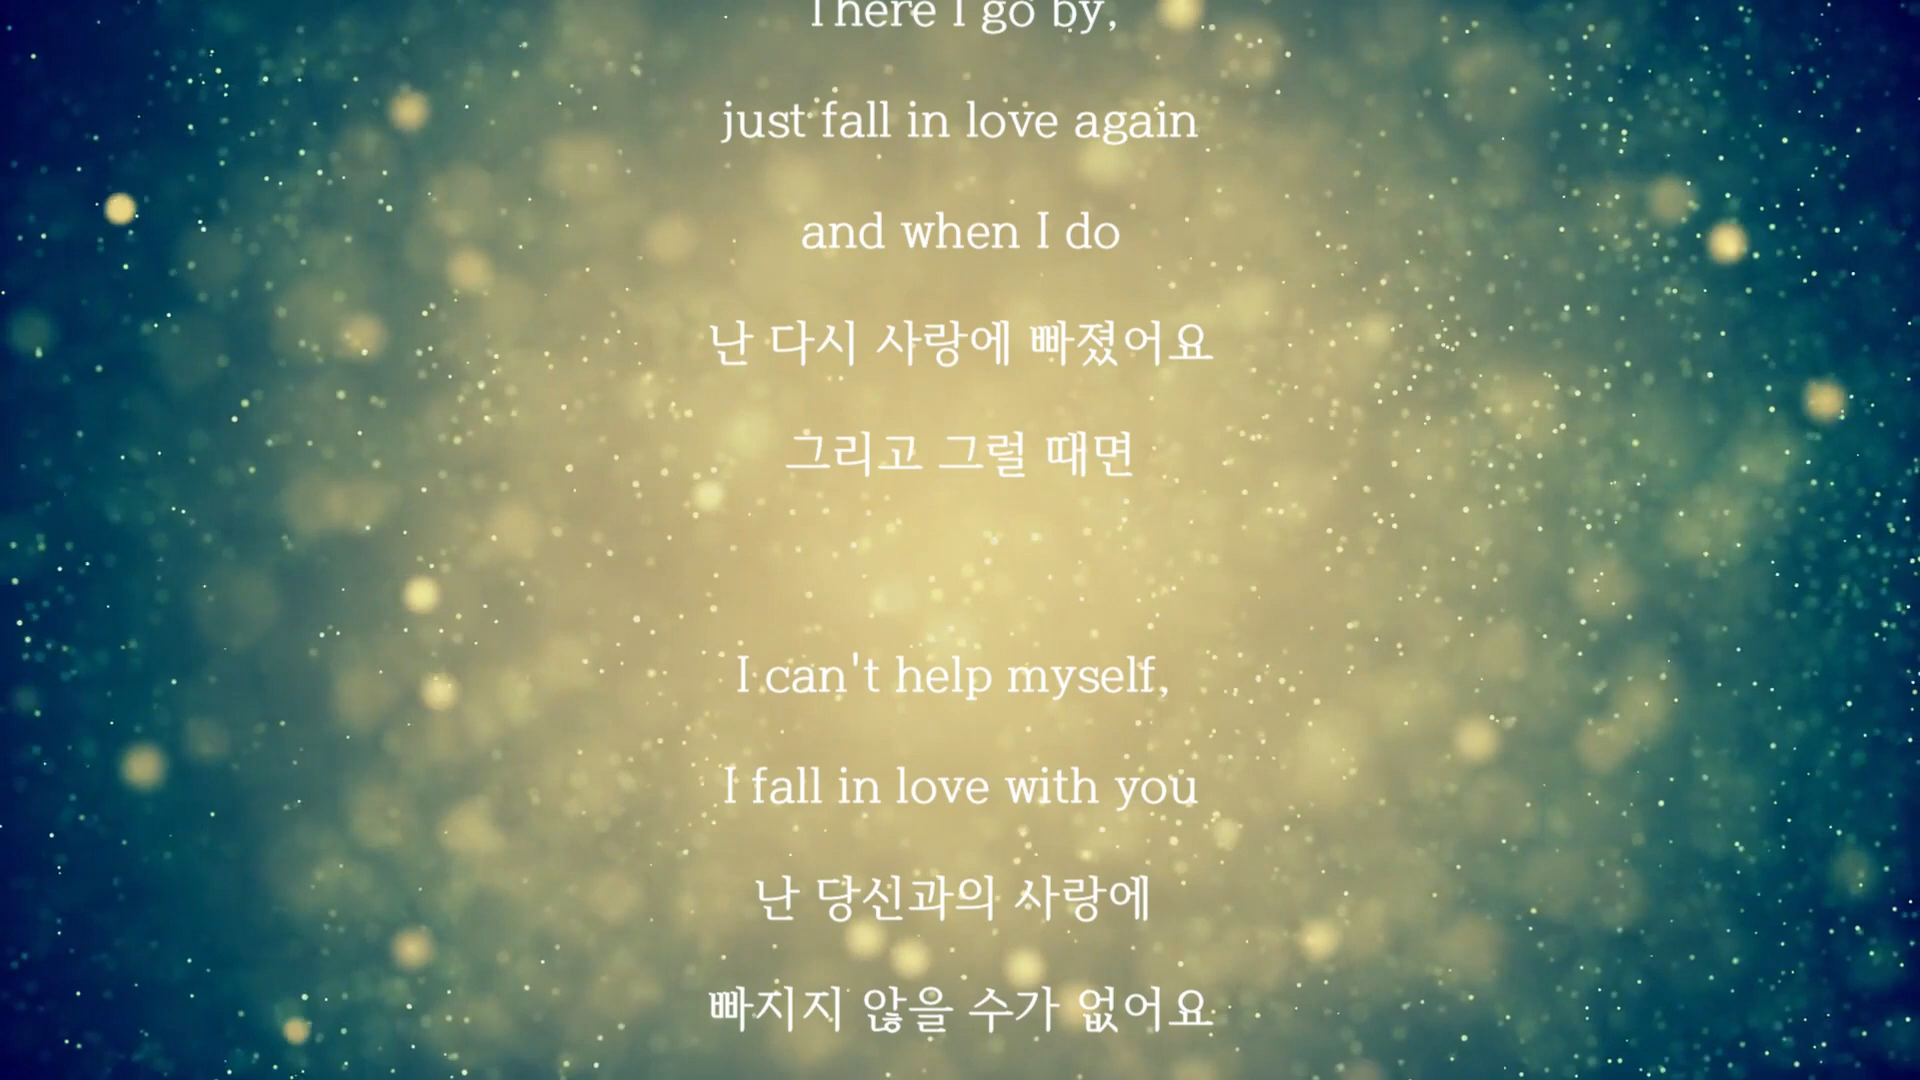 There I go by,
just fall in love again
and when I do
난 다시 사랑에 빠졌어요
그리고 그럴 때면
I can't help myself,
I fall in love with you
난 당신과의 사랑에
빠지지 않을 수가 없어요